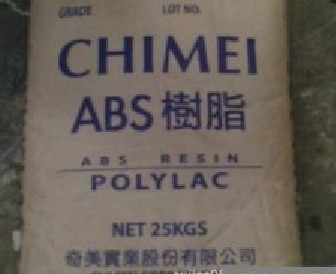 GRADE LOT NO.
CHIMEI
ABS 樹脂
ABS RESIN
POLYLAC
NET 25KGS
奇美實業股份有限公司